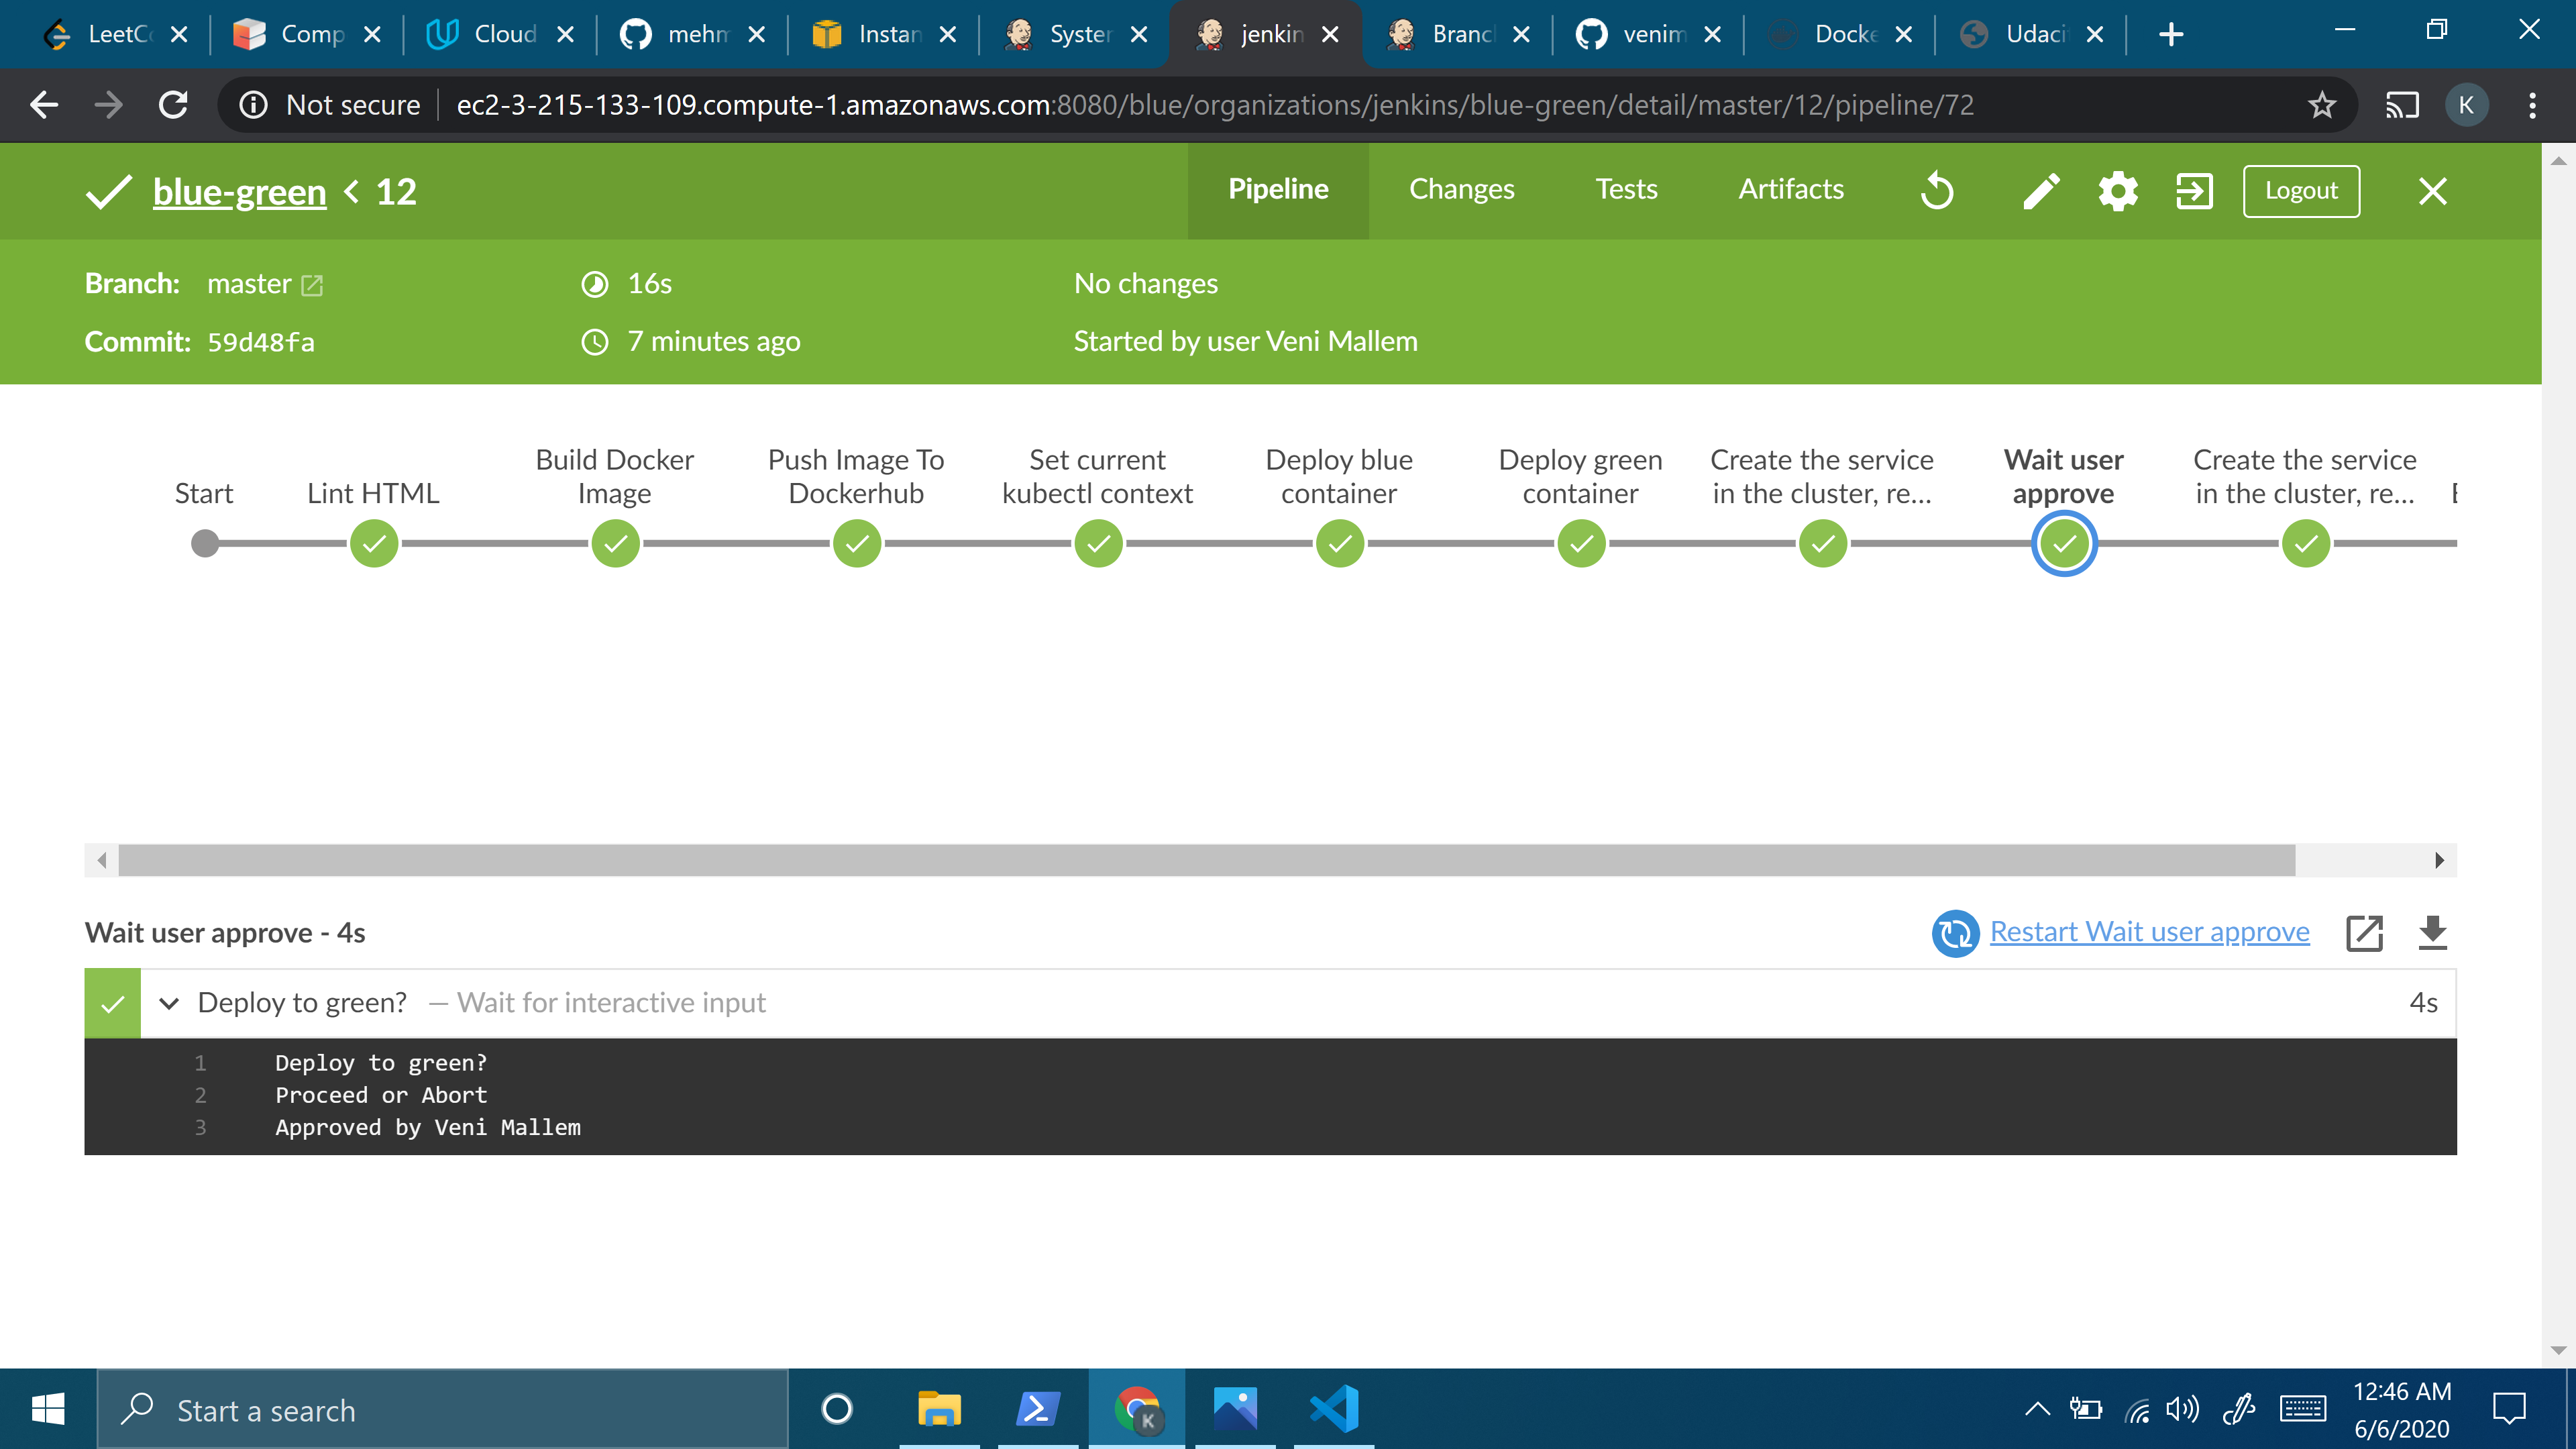 LeetC
Comp
Cloud
mehm
Instan
System
jenkin
Branc
venim
Docke
Udaci
Not secure
ec2-3-215-133-109.compute-1.amazonaws.com:8080/blue/organizations/jenkins/blue-green/detail/master/12/pipeline/72
K
blue-green < 12
Pipeline
Changes
Tests
Artifacts
Logout
Branch: master
16s
No changes
Commit: 59d48fa
7 minutes ago
Started by user Veni Mallem
Start
Lint HTML
Build Docker
Image
Push Image To
Dockerhub
Set current
kubectl context
Deploy blue
container
Deploy green
container
Create the service
in the cluster, re...
Wait user
approve
Create the service
in the cluster, re...
Wait user approve - 4s
Restart Wait user approve
Deploy to green? — Wait for interactive input
4s
1 Deploy to green?
2 Proceed or Abort
3 Approved by Veni Mallem
Start a search
K
12:46 AM
6/6/2020